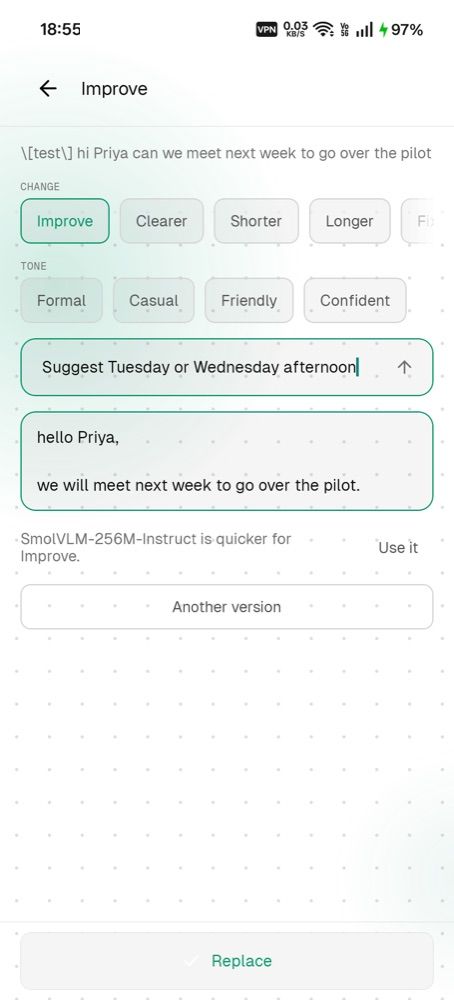 18:55
VPN 0.03 KB/S Vo 5G 97%
Improve
\[test\] hi Priya can we meet next week to go over the pilot
CHANGE
Improve Clearer Shorter Longer
TONE
Formal Casual Friendly Confident
Suggest Tuesday or Wednesday afternoon
hello Priya,
we will meet next week to go over the pilot.
SmolVLM-256M-Instruct is quicker for
Improve.
Use it
Another version
Replace